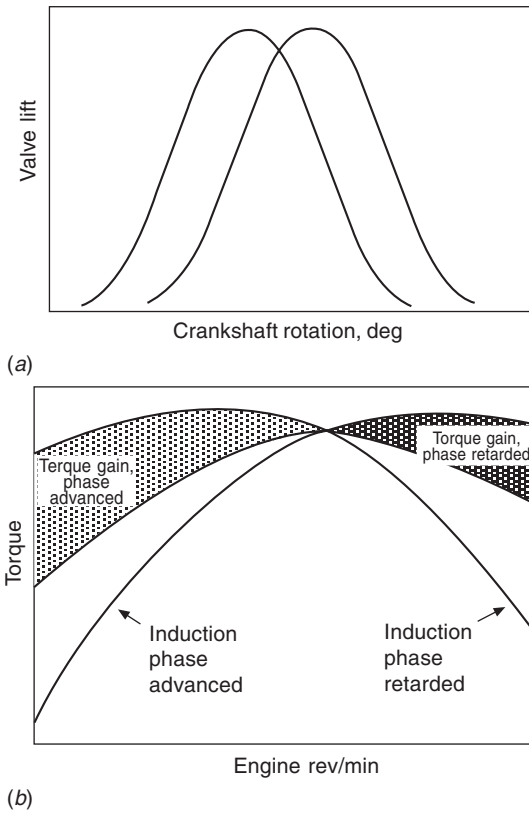 Valve lift
Crankshaft rotation, deg
(a)
Terque gain,
phase
advanced
Torque gain,
phase retarded
Torque
Induction
phase
advanced
Induction
phase
retarded
Engine rev/min
(b)